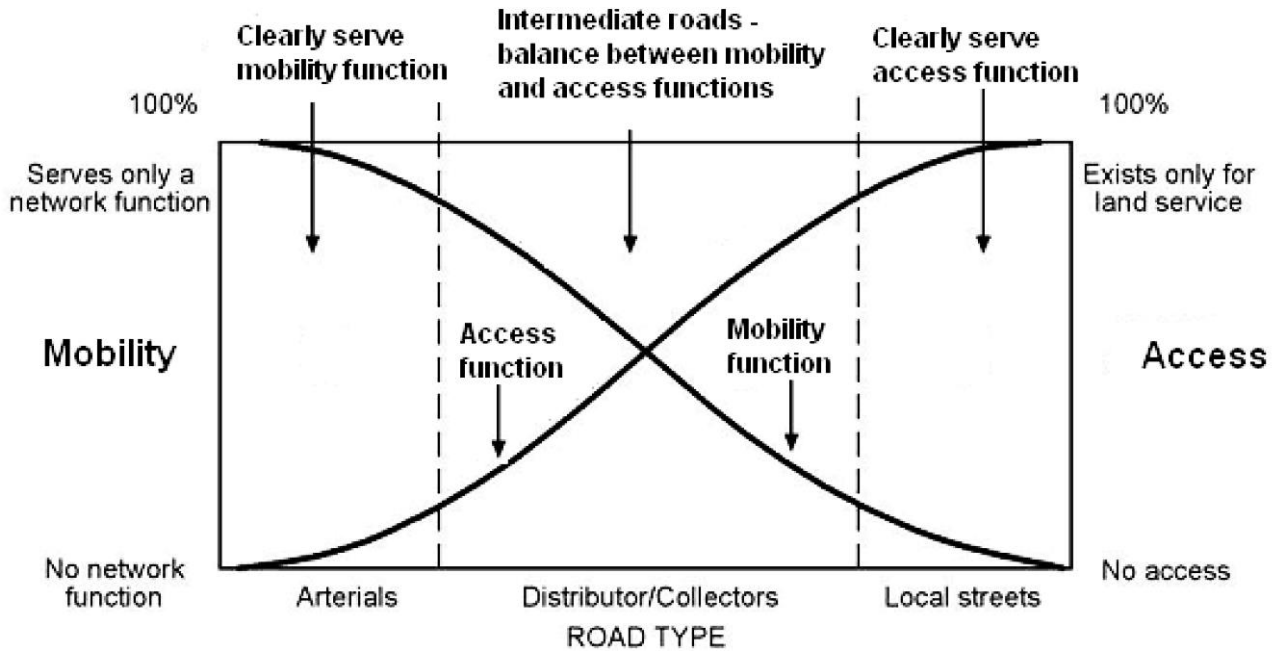 Clearly serve
mobility function
Intermediate roads -
balance between mobility
and access functions
Clearly serve
access function
100%
100%
Serves only a
network function
Exists only for
land service
Mobility
Access
function
Mobility
function
Access
No network
function
No access
Arterials
Distributor/Collectors
Local streets
ROAD TYPE